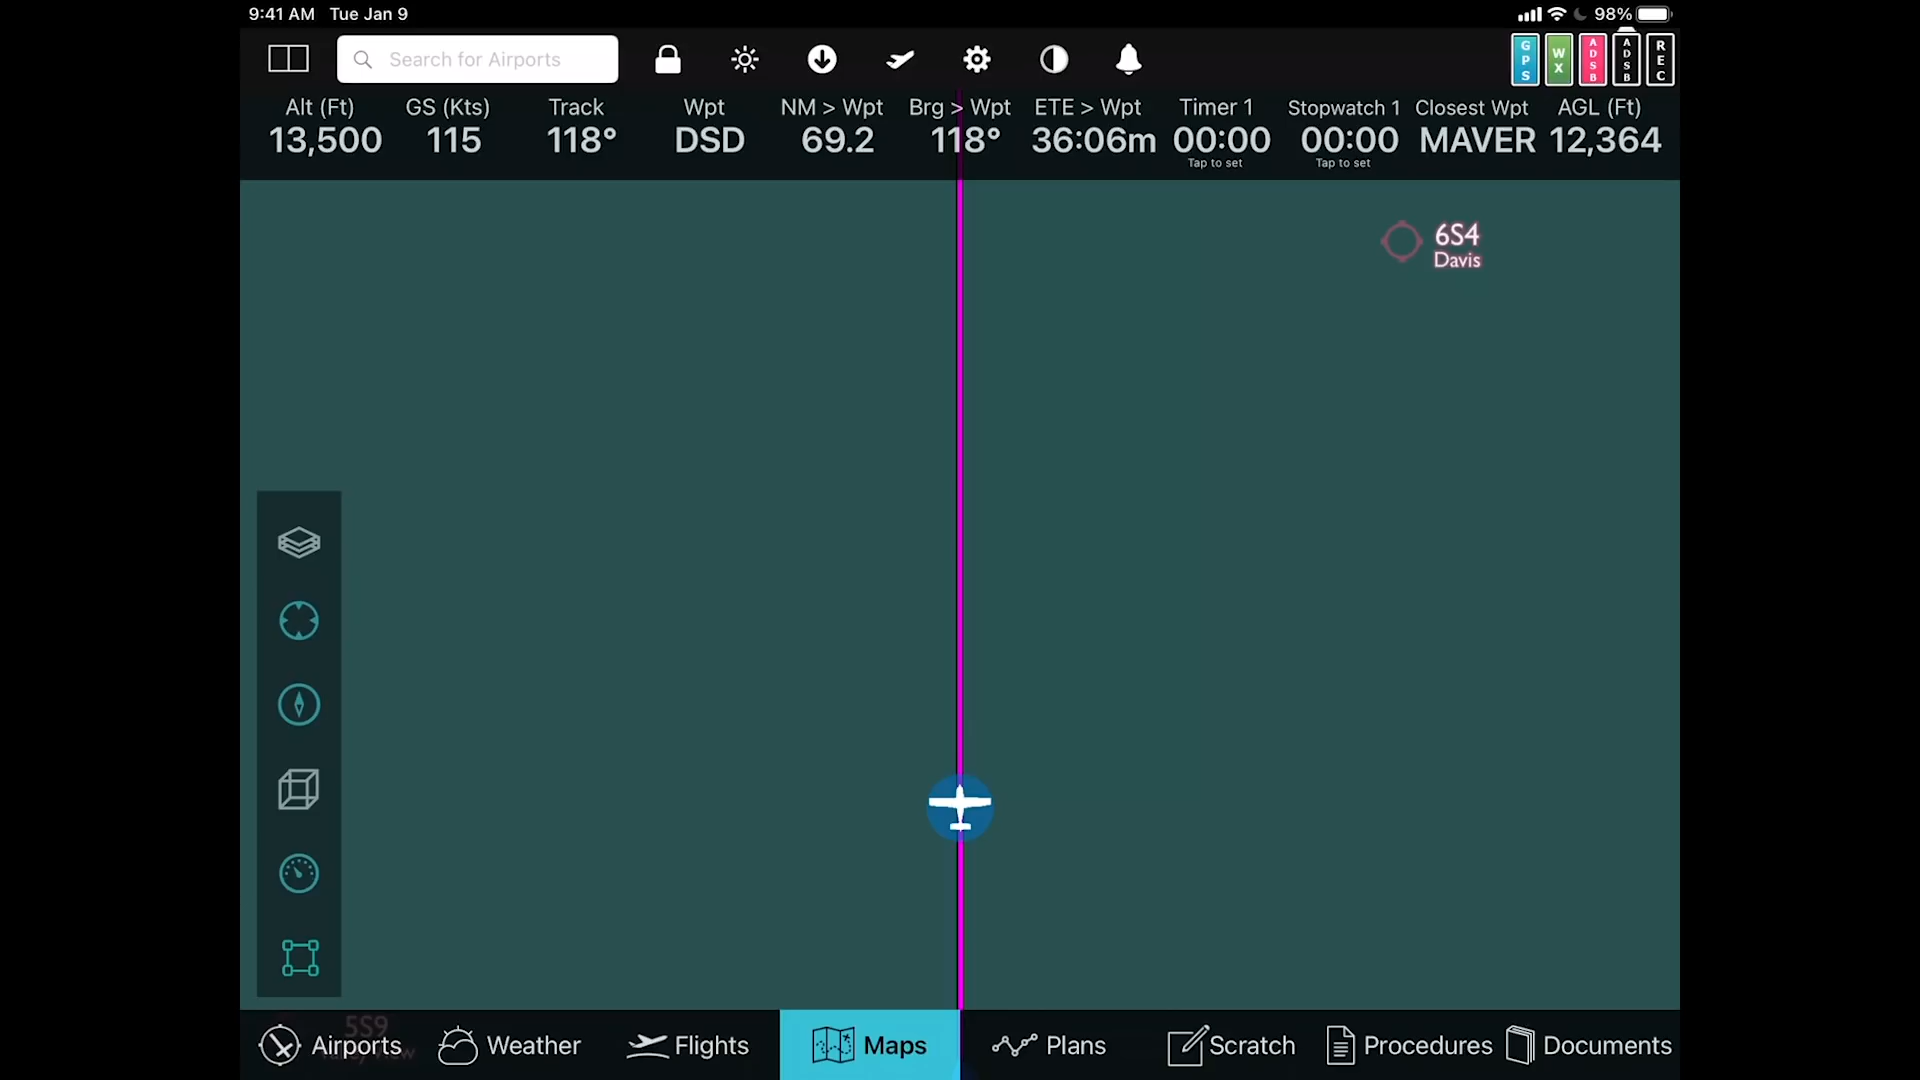 9:41 AM Tue Jan 9
98%
Search for Airports
GPS
WX
ADSB
ADSB
REC
Alt (Ft) GS (Kts) Track Wpt NM > Wpt Brg > Wpt ETE > Wpt Timer 1 Stopwatch 1 Closest Wpt AGL (Ft)
13,500 115 118° DSD 69.2 118° 36:06m 00:00 00:00 MAVER 12,364
Tap to set Tap to set
6S4
Davis
5S9
Airports Weather Flights Maps Plans Scratch Procedures Documents